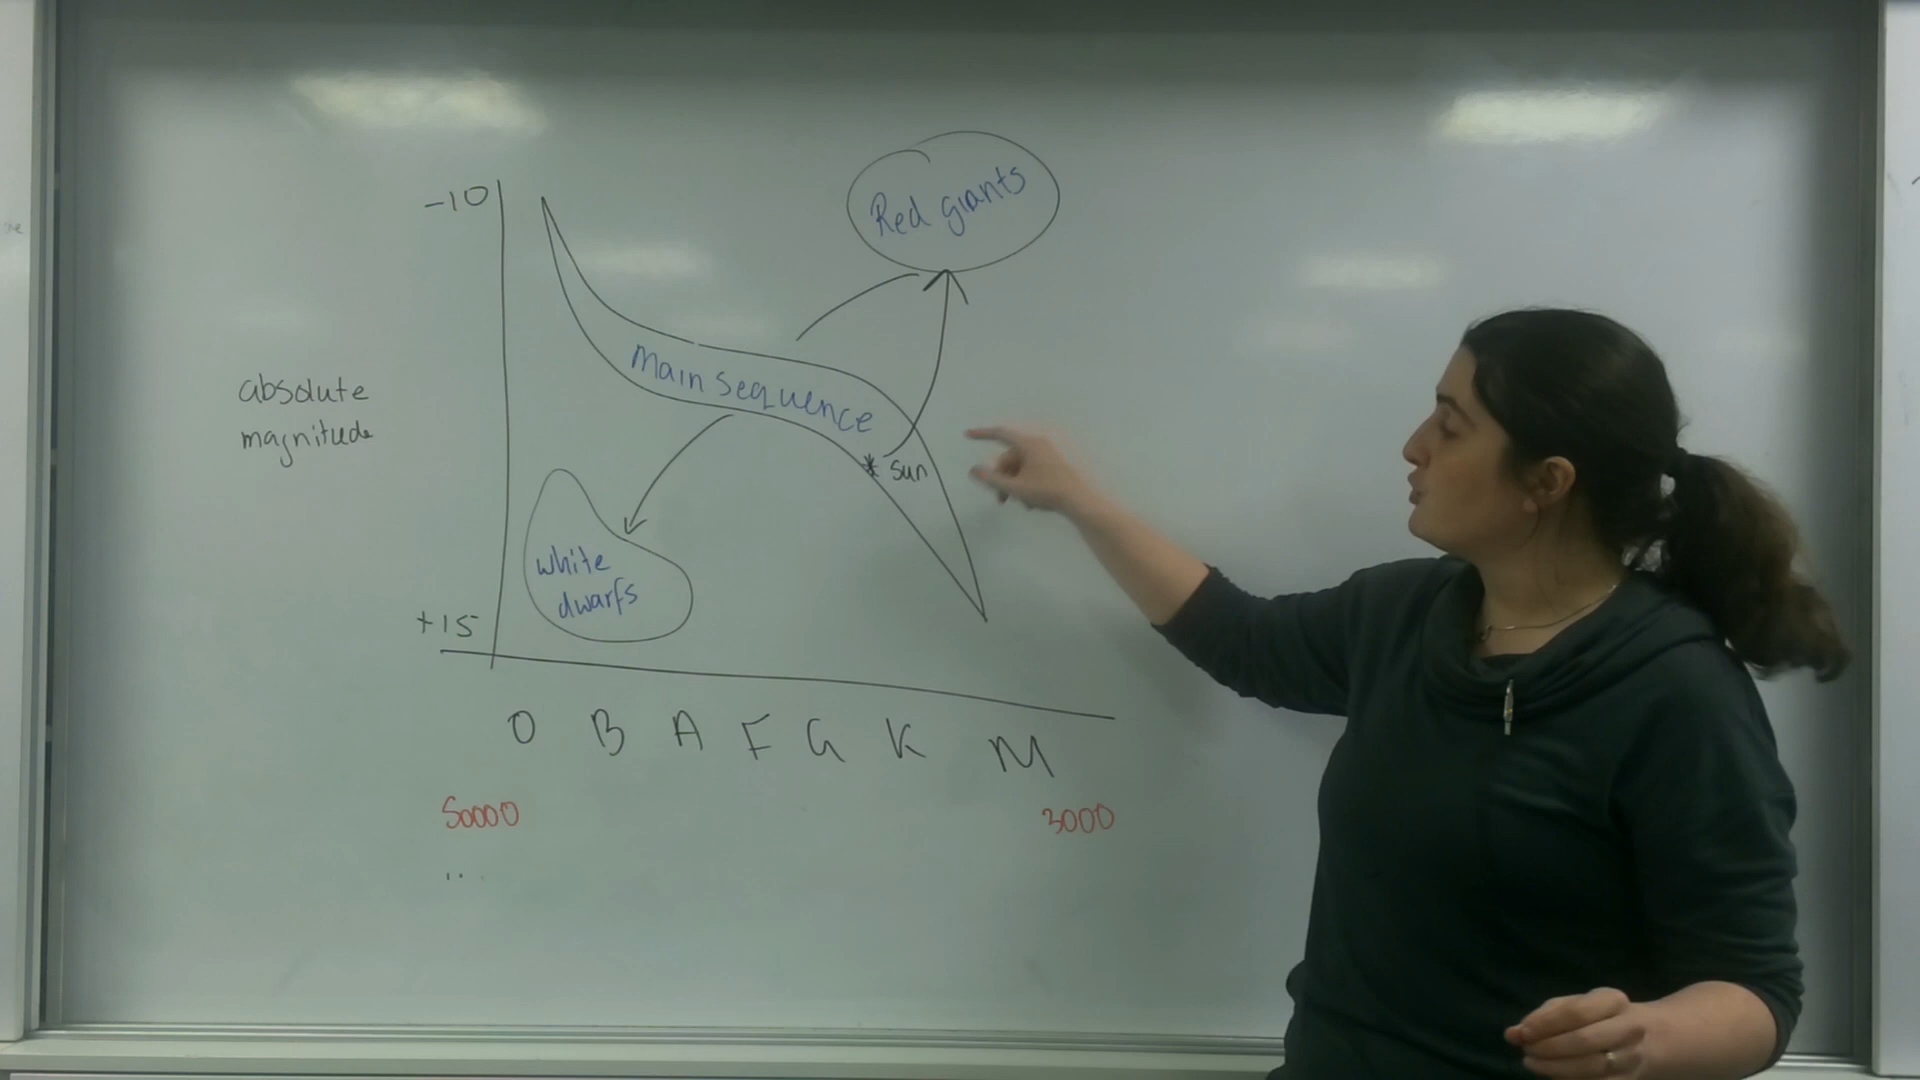 -10
Red giants
Main sequence
absolute
magnitude
* sun
white
dwarfs
+15
O B A F G K M
50000 3000
...